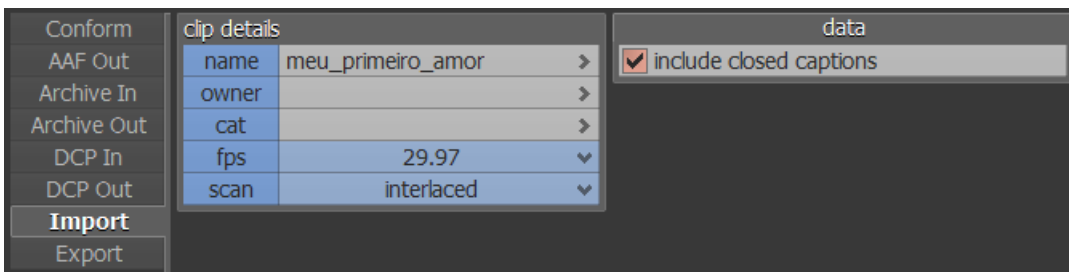 Conform
AAF Out
Archive In
Archive Out
DCP In
DCP Out
Import
Export
clip details
name meu_primeiro_amor
owner
cat
fps 29.97
scan interlaced
data
include closed captions